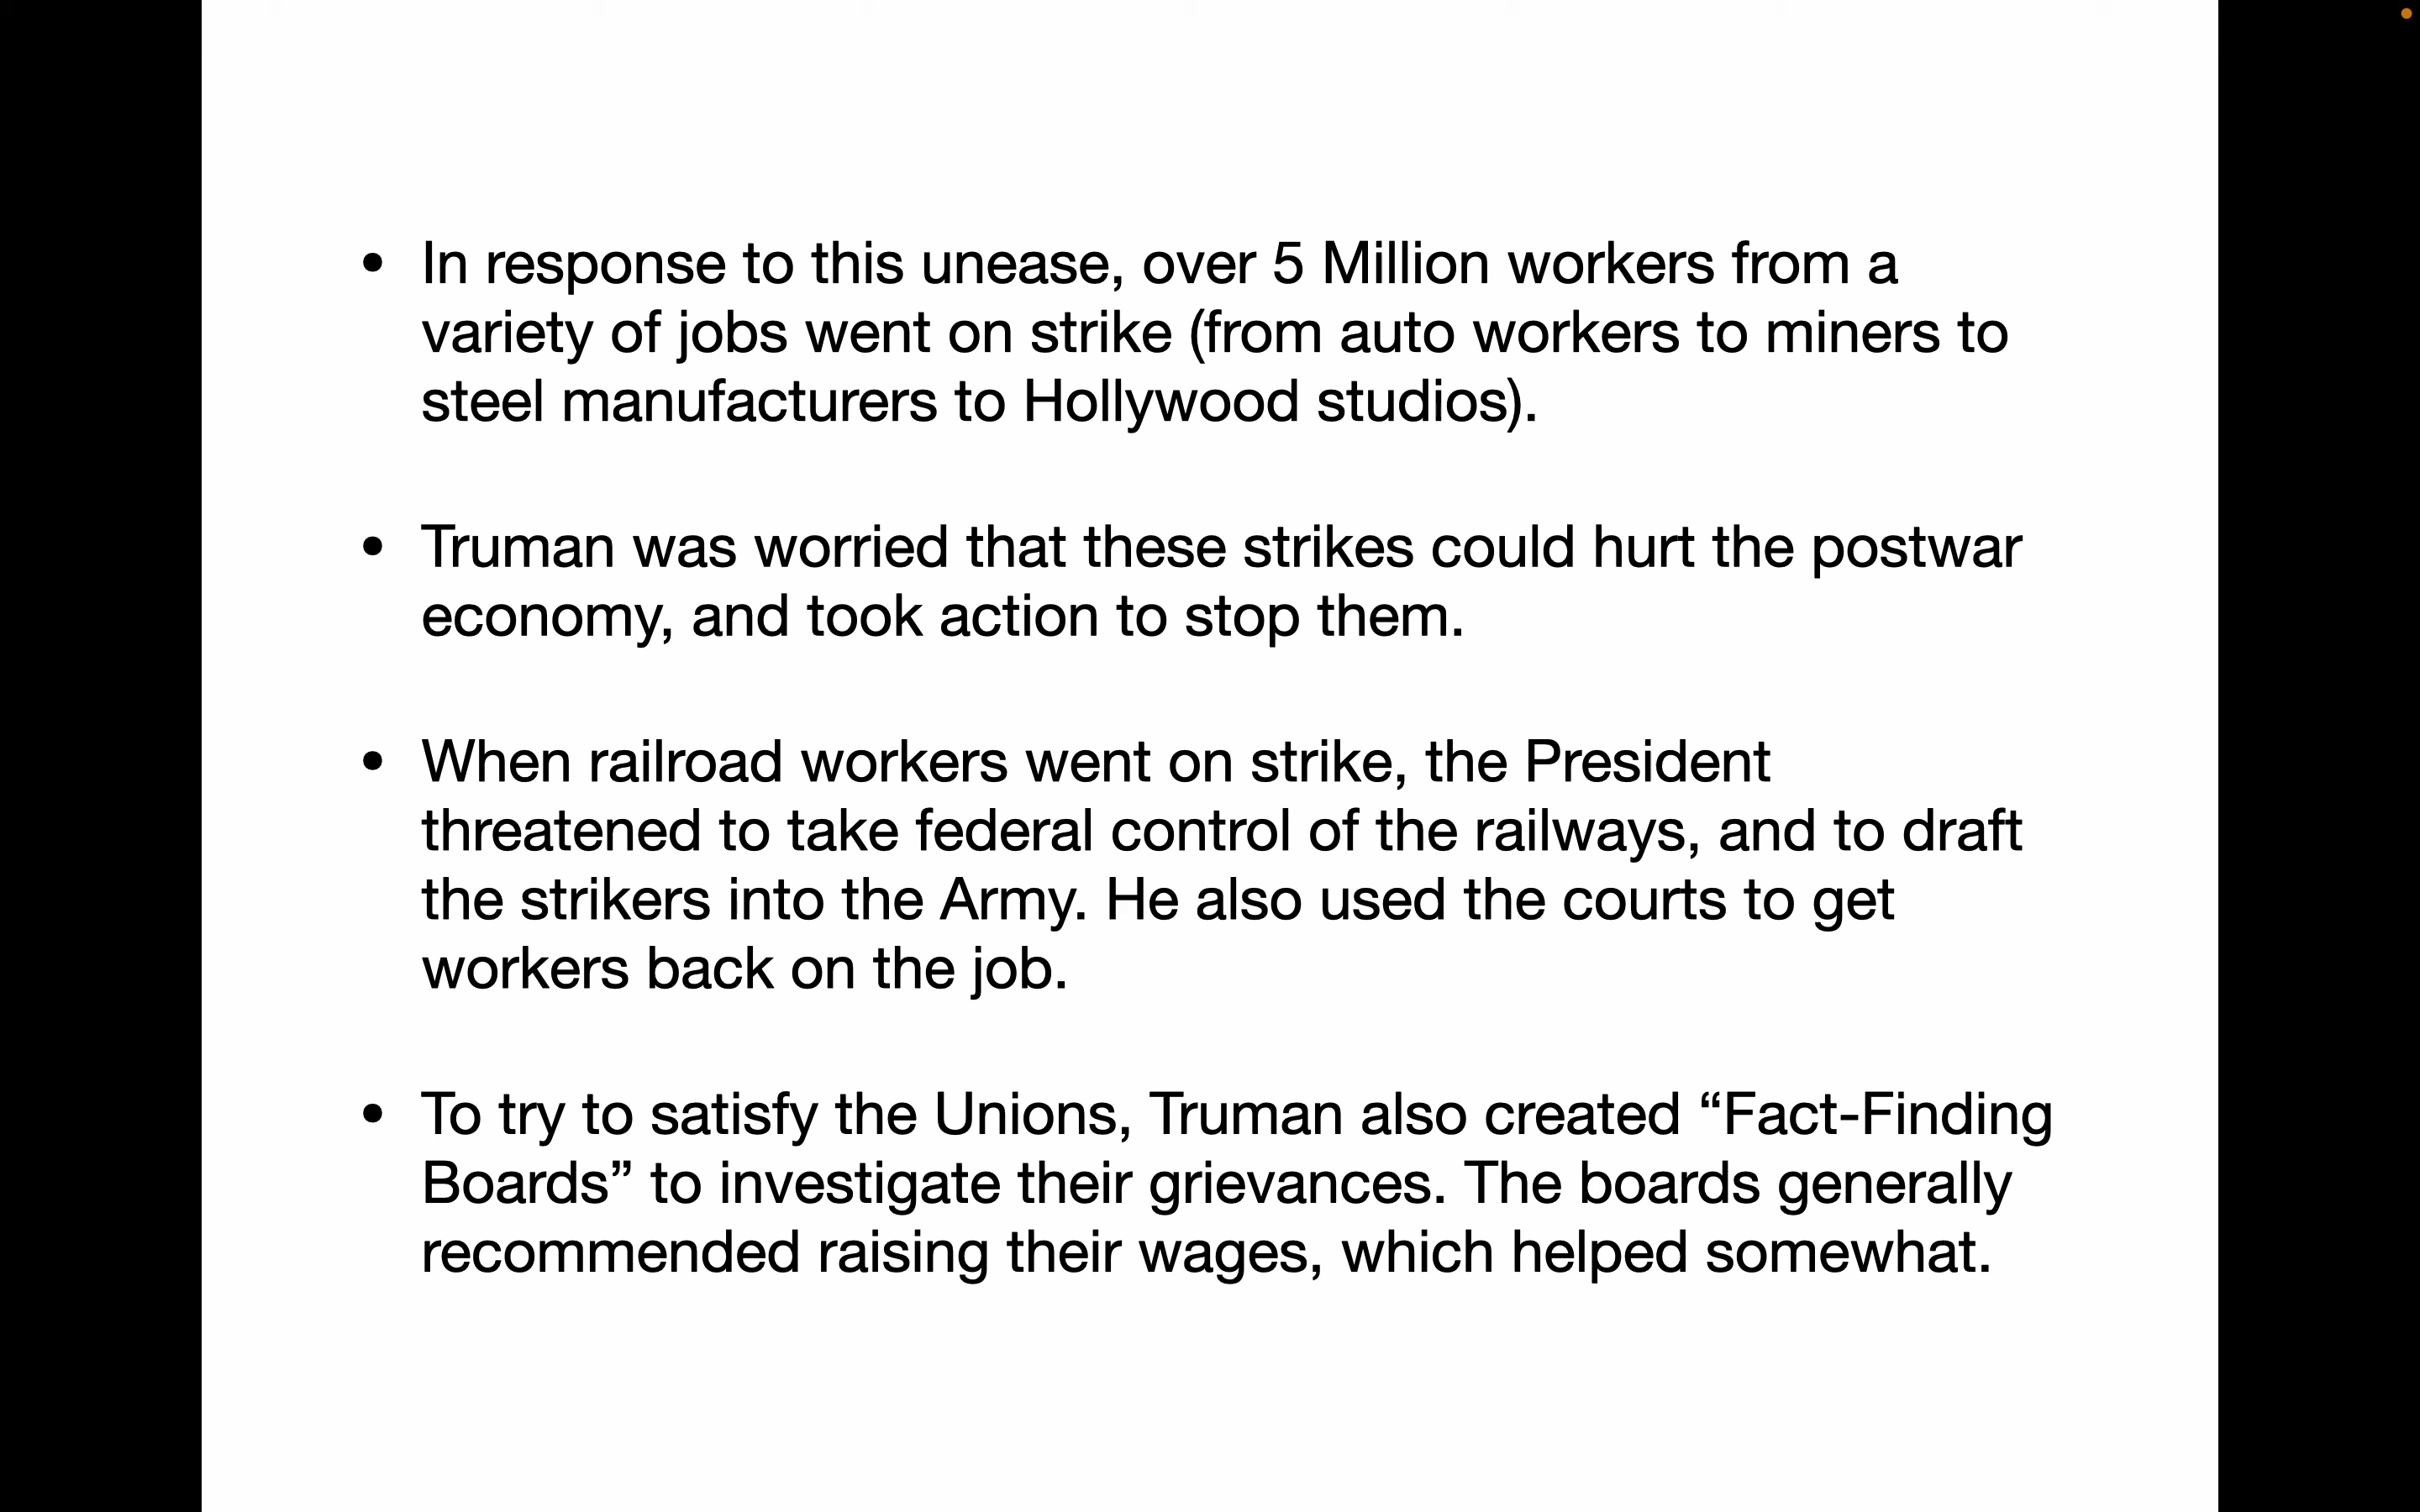 • In response to this unease, over 5 Million workers from a
variety of jobs went on strike (from auto workers to miners to
steel manufacturers to Hollywood studios).
• Truman was worried that these strikes could hurt the postwar
economy, and took action to stop them.
• When railroad workers went on strike, the President
threatened to take federal control of the railways, and to draft
the strikers into the Army. He also used the courts to get
workers back on the job.
• To try to satisfy the Unions, Truman also created “Fact-Finding
Boards” to investigate their grievances. The boards generally
recommended raising their wages, which helped somewhat.